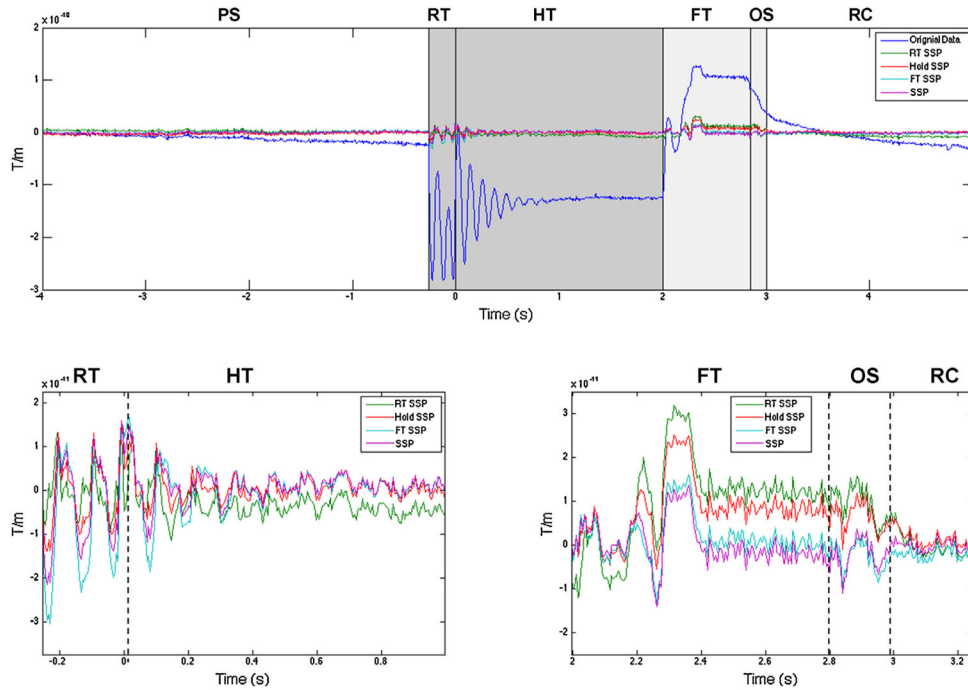 PS RT HT FT OS RC
x 10⁻¹⁰
2
1
0
-1
-2
-3
T/m
-4 -3 -2 -1 0 1 2 3 4
Time (s)
Orignial Data
RT SSP
Hold SSP
FT SSP
SSP
RT HT
x 10⁻¹¹
1
0
-1
-2
-3
T/m
-0.2 0 0.2 0.4 0.6 0.8
Time (s)
RT SSP
Hold SSP
FT SSP
SSP
FT OS RC
x 10⁻¹¹
3
2
1
0
-1
-2
T/m
2 2.2 2.4 2.6 2.8 3 3.2
Time (s)
RT SSP
Hold SSP
FT SSP
SSP